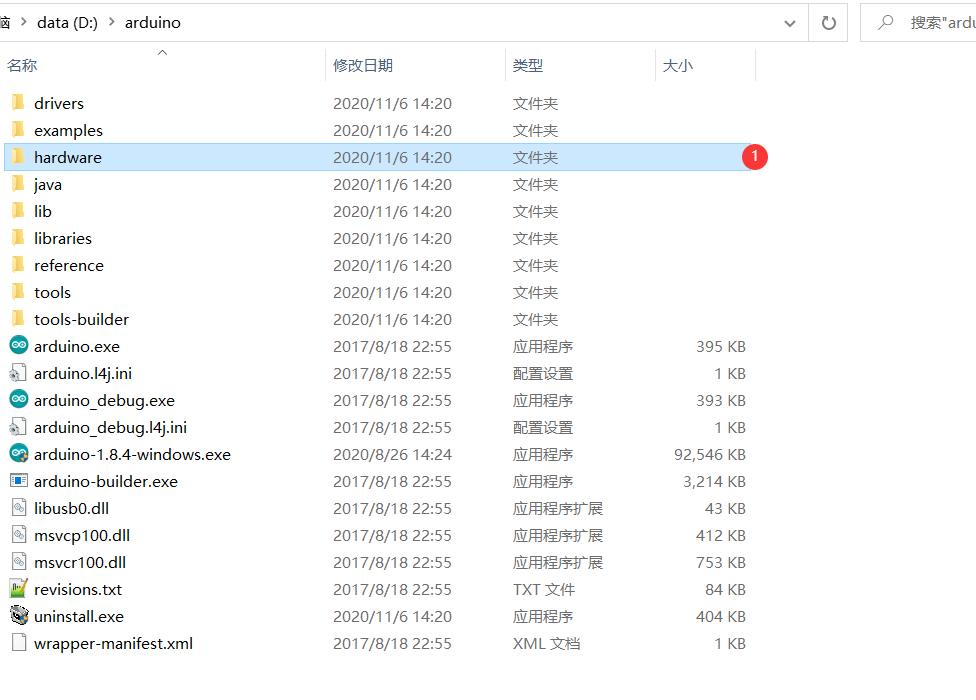 脑 > data (D:) > arduino 搜索"ardu
名称 修改日期 类型 大小
drivers 2020/11/6 14:20 文件夹
examples 2020/11/6 14:20 文件夹
hardware 2020/11/6 14:20 文件夹 1
java 2020/11/6 14:20 文件夹
lib 2020/11/6 14:20 文件夹
libraries 2020/11/6 14:20 文件夹
reference 2020/11/6 14:20 文件夹
tools 2020/11/6 14:20 文件夹
tools-builder 2020/11/6 14:20 文件夹
arduino.exe 2017/8/18 22:55 应用程序 395 KB
arduino.l4j.ini 2017/8/18 22:55 配置设置 1 KB
arduino_debug.exe 2017/8/18 22:55 应用程序 393 KB
arduino_debug.l4j.ini 2017/8/18 22:55 配置设置 1 KB
arduino-1.8.4-windows.exe 2020/8/26 14:24 应用程序 92,546 KB
arduino-builder.exe 2017/8/18 22:55 应用程序 3,214 KB
libusb0.dll 2017/8/18 22:55 应用程序扩展 43 KB
msvcp100.dll 2017/8/18 22:55 应用程序扩展 412 KB
msvcr100.dll 2017/8/18 22:55 应用程序扩展 753 KB
revisions.txt 2017/8/18 22:55 TXT 文件 84 KB
uninstall.exe 2020/11/6 14:20 应用程序 404 KB
wrapper-manifest.xml 2017/8/18 22:55 XML 文档 1 KB